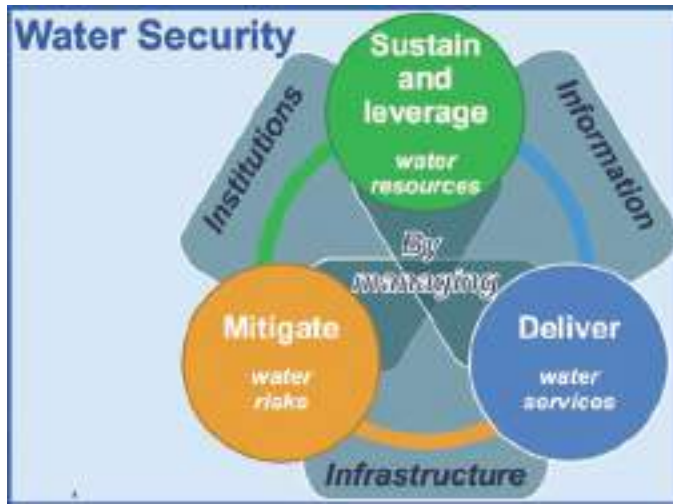 Water Security
Sustain
and
leverage
water
resources
Institutions
Information
By
managing
Mitigate
water
risks
Deliver
water
services
Infrastructure